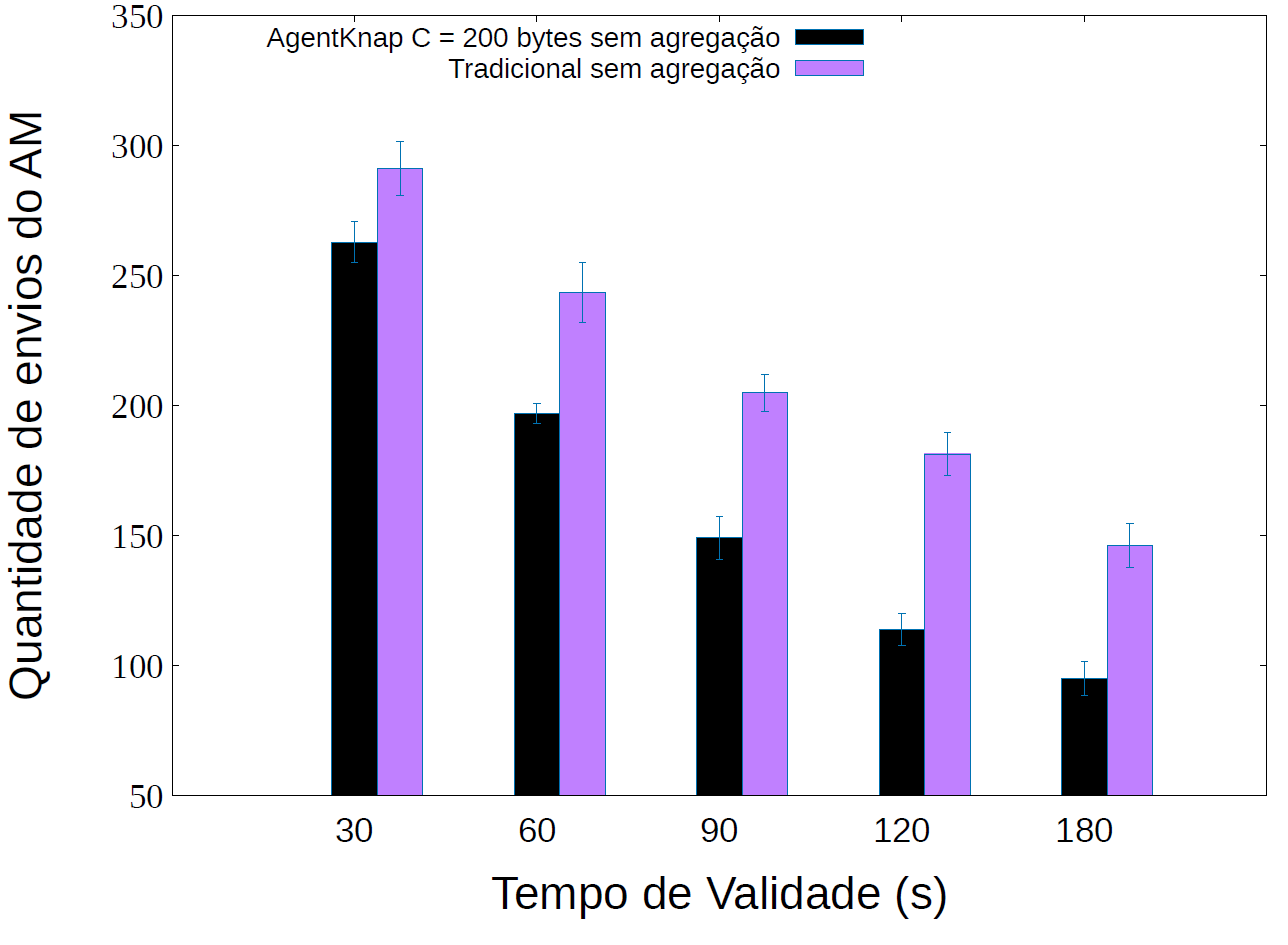 350
AgentKnap C = 200 bytes sem agregação
Tradicional sem agregação
300
250
200
150
100
50
Quantidade de envios do AM
30 60 90 120 180
Tempo de Validade (s)